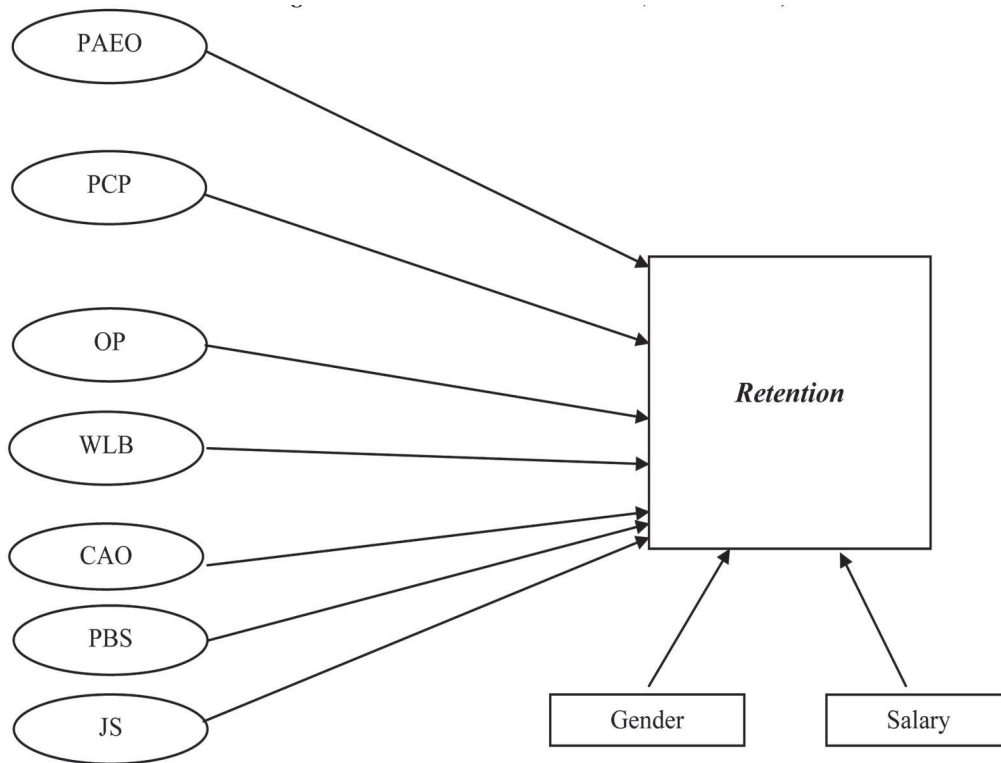 PAEO
PCP
OP
WLB
CAO
PBS
JS
Retention
Gender
Salary